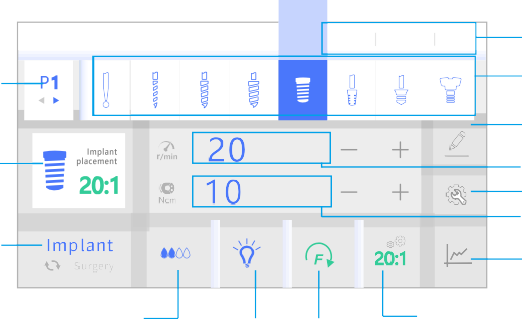 P1
Implant
placement
20:1
r/min
20
Ncm
10
Implant
Surgery
F
20:1